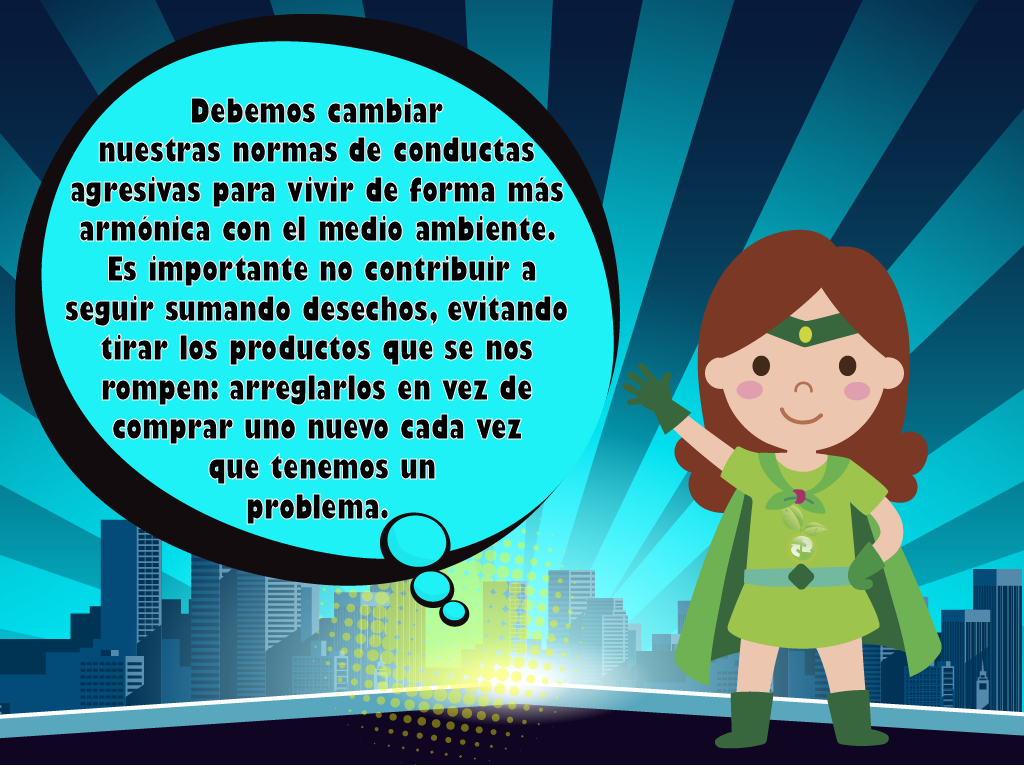 Debemos cambiar
nuestras normas de conductas
agresivas para vivir de forma más
armónica con el medio ambiente.
Es importante no contribuir a
seguir sumando desechos, evitando
tirar los productos que se nos
rompen: arreglarlos en vez de
comprar uno nuevo cada vez
que tenemos un
problema.